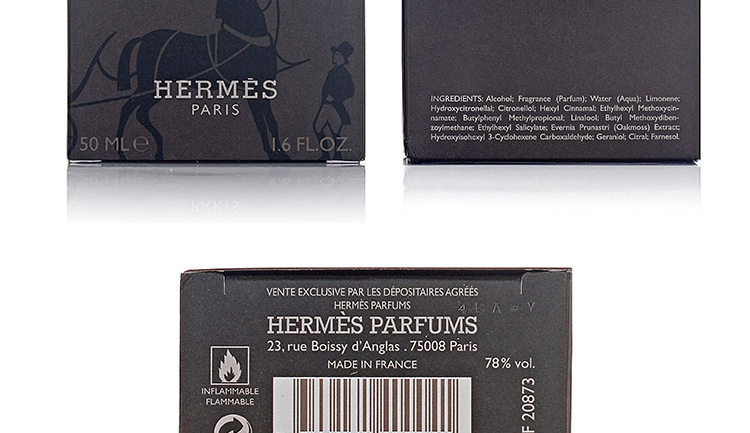 HERMÈS
PARIS
50 ML ℮ 1.6 FL.OZ.
INGREDIENTS: Alcohol; Fragrance (Parfum); Water (Aqua); Limonene;
Hydroxycitronellal; Citronellol; Hexyl Cinnamal; Ethylhexyl Methoxycin-
namate; Butylphenyl Methylpropional; Linalool; Butyl Methoxydiben-
zoylmethane; Ethylhexyl Salicylate; Evernia Prunastri (Oakmoss) Extract;
Hydroxyisohexyl 3-Cyclohexene Carboxaldehyde; Geraniol; Citral; Farnesol.
VENTE EXCLUSIVE PAR LES DÉPOSITAIRES AGRÉÉS
HERMÈS PARFUMS
HERMÈS PARFUMS
23, rue Boissy d'Anglas . 75008 Paris
MADE IN FRANCE
78% vol.
INFLAMMABLE
FLAMMABLE
F 20873